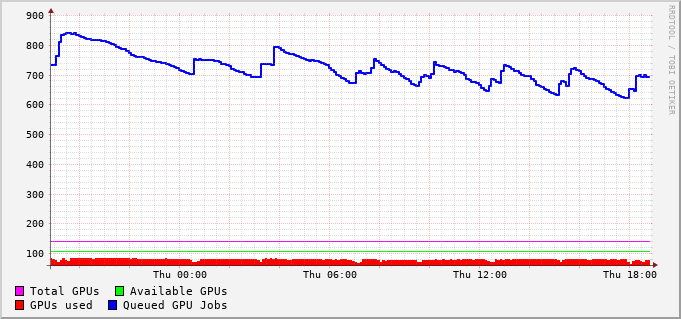 900
800
700
600
500
400
300
200
100
Thu 00:00 Thu 06:00 Thu 12:00 Thu 18:00
Total GPUs Available GPUs
GPUs used Queued GPU Jobs
RRDTOOL / TOBI OETIKER